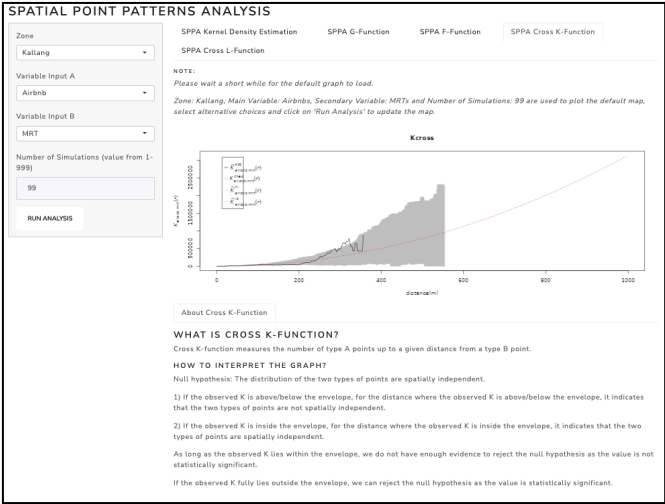 SPATIAL POINT PATTERNS ANALYSIS
Zone
Kallang
Variable Input A
Airbnb
Variable Input B
MRT
Number of Simulations (value from 1-
999)
99
RUN ANALYSIS
SPPA Kernel Density Estimation SPPA G-Function SPPA F-Function SPPA Cross K-Function
SPPA Cross L-Function
NOTE:
Please wait a short while for the default graph to load.
Zone: Kallang, Main Variable: Airbnbs, Secondary Variable: MRTs and Number of Simulations: 99 are used to plot the default map,
select alternative choices and click on 'Run Analysis' to update the map.
Kcross
2500000
1500000
500000
0
0 200 400 600 800 1000
distance(m)
About Cross K-Function
WHAT IS CROSS K-FUNCTION?
Cross K-function measures the number of type A points up to a given distance from a type B point.
HOW TO INTERPRET THE GRAPH?
Null hypothesis: The distribution of the two types of points are spatially independent.
1) If the observed K is above/below the envelope, for the distance where the observed K is above/below the envelope, it indicates
that the two types of points are not spatially independent.
2) If the observed K is inside the envelope, for the distance where the observed K is inside the envelope, it indicates that the two
types of points are spatially independent.
As long as the observed K lies within the envelope, we do not have enough evidence to reject the null hypothesis as the value is not
statistically significant.
If the observed K fully lies outside the envelope, we can reject the null hypothesis as the value is statistically significant.